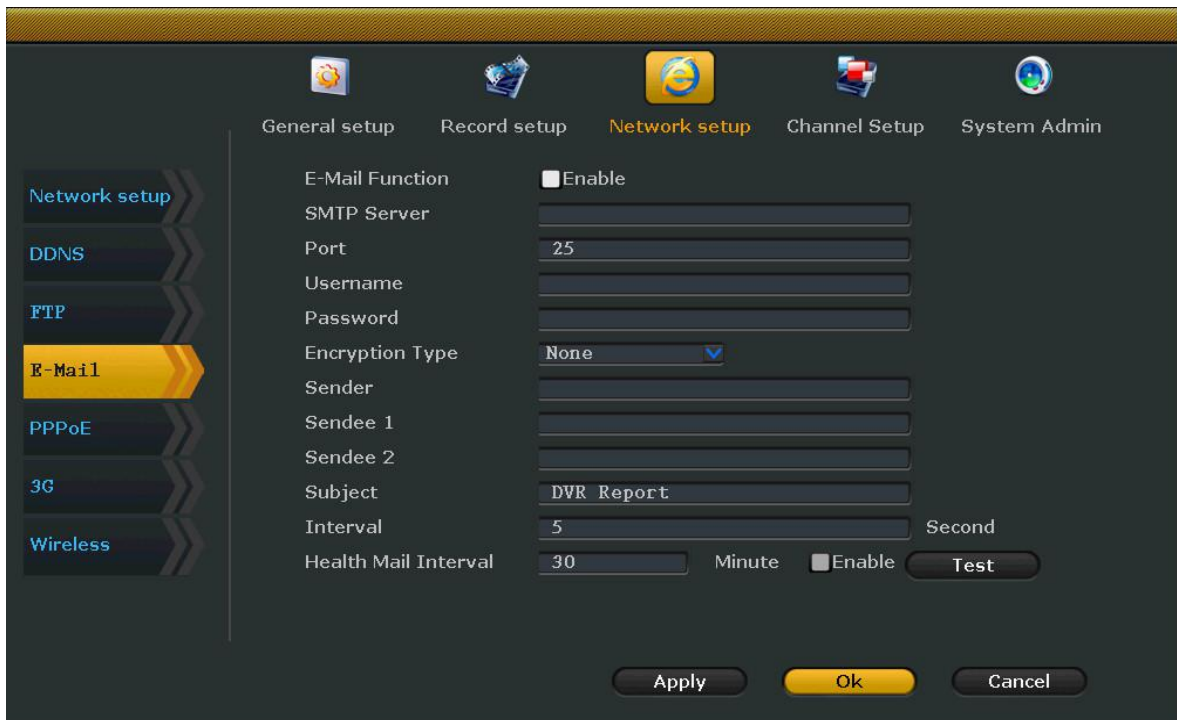 General setup Record setup Network setup Channel Setup System Admin
Network setup
DDNS
FTP
E-Mail
PPPoE
3G
Wireless
E-Mail Function Enable
SMTP Server
Port 25
Username
Password
Encryption Type None
Sender
Sendee 1
Sendee 2
Subject DVR Report
Interval 5 Second
Health Mail Interval 30 Minute Enable Test
Apply Ok Cancel